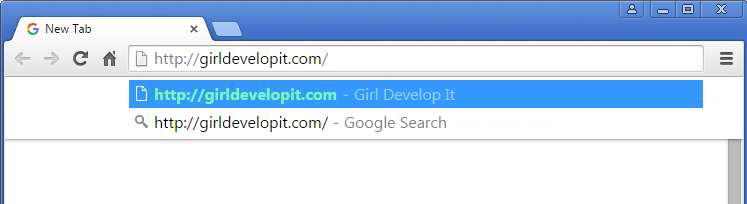 New Tab
http://girldevelopit.com/
http://girldevelopit.com - Girl Develop It
http://girldevelopit.com/ - Google Search